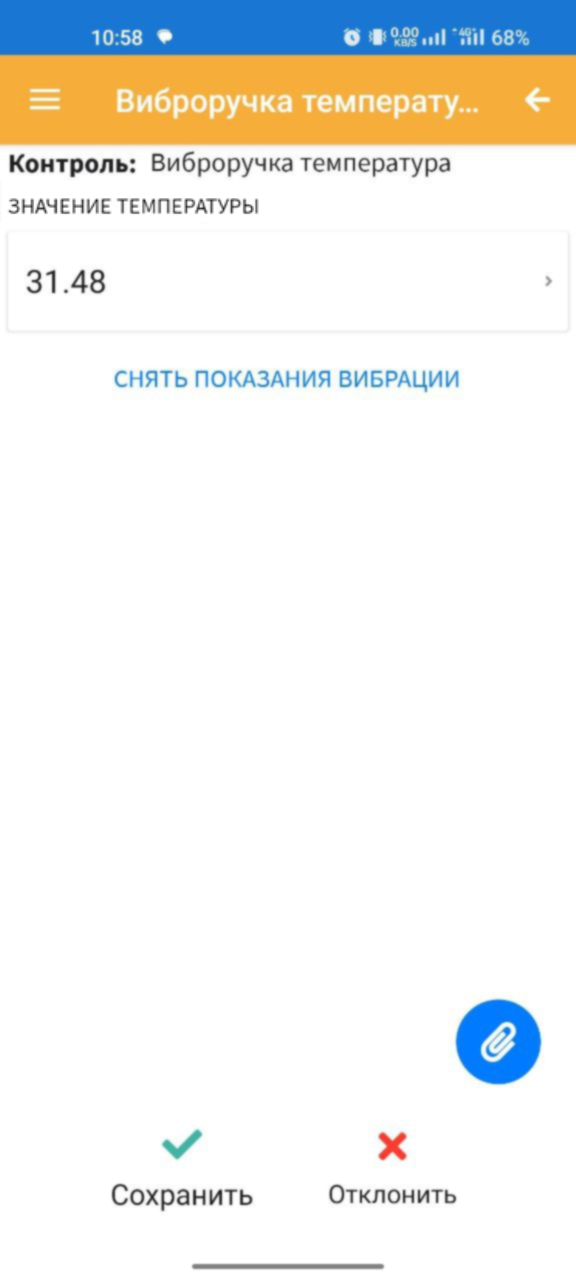 10:58 0.00 KB/S 4G+ 68%
Виброручка температу...
Контроль: Виброручка температура
ЗНАЧЕНИЕ ТЕМПЕРАТУРЫ
31.48
СНЯТЬ ПОКАЗАНИЯ ВИБРАЦИИ
Сохранить Отклонить